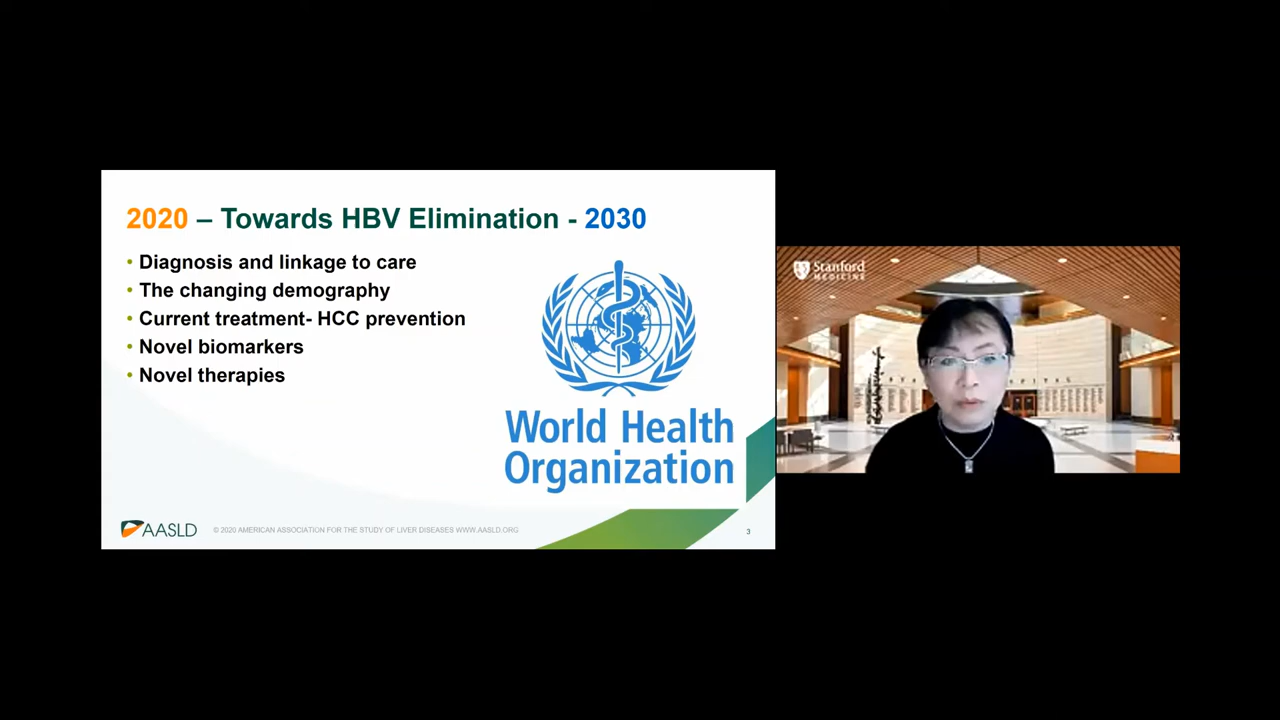 2020 – Towards HBV Elimination - 2030
• Diagnosis and linkage to care
• The changing demography
• Current treatment- HCC prevention
• Novel biomarkers
• Novel therapies
World Health
Organization
AASLD
© 2020 AMERICAN ASSOCIATION FOR THE STUDY OF LIVER DISEASES WWW.AASLD.ORG
3
Stanford
MEDICINE